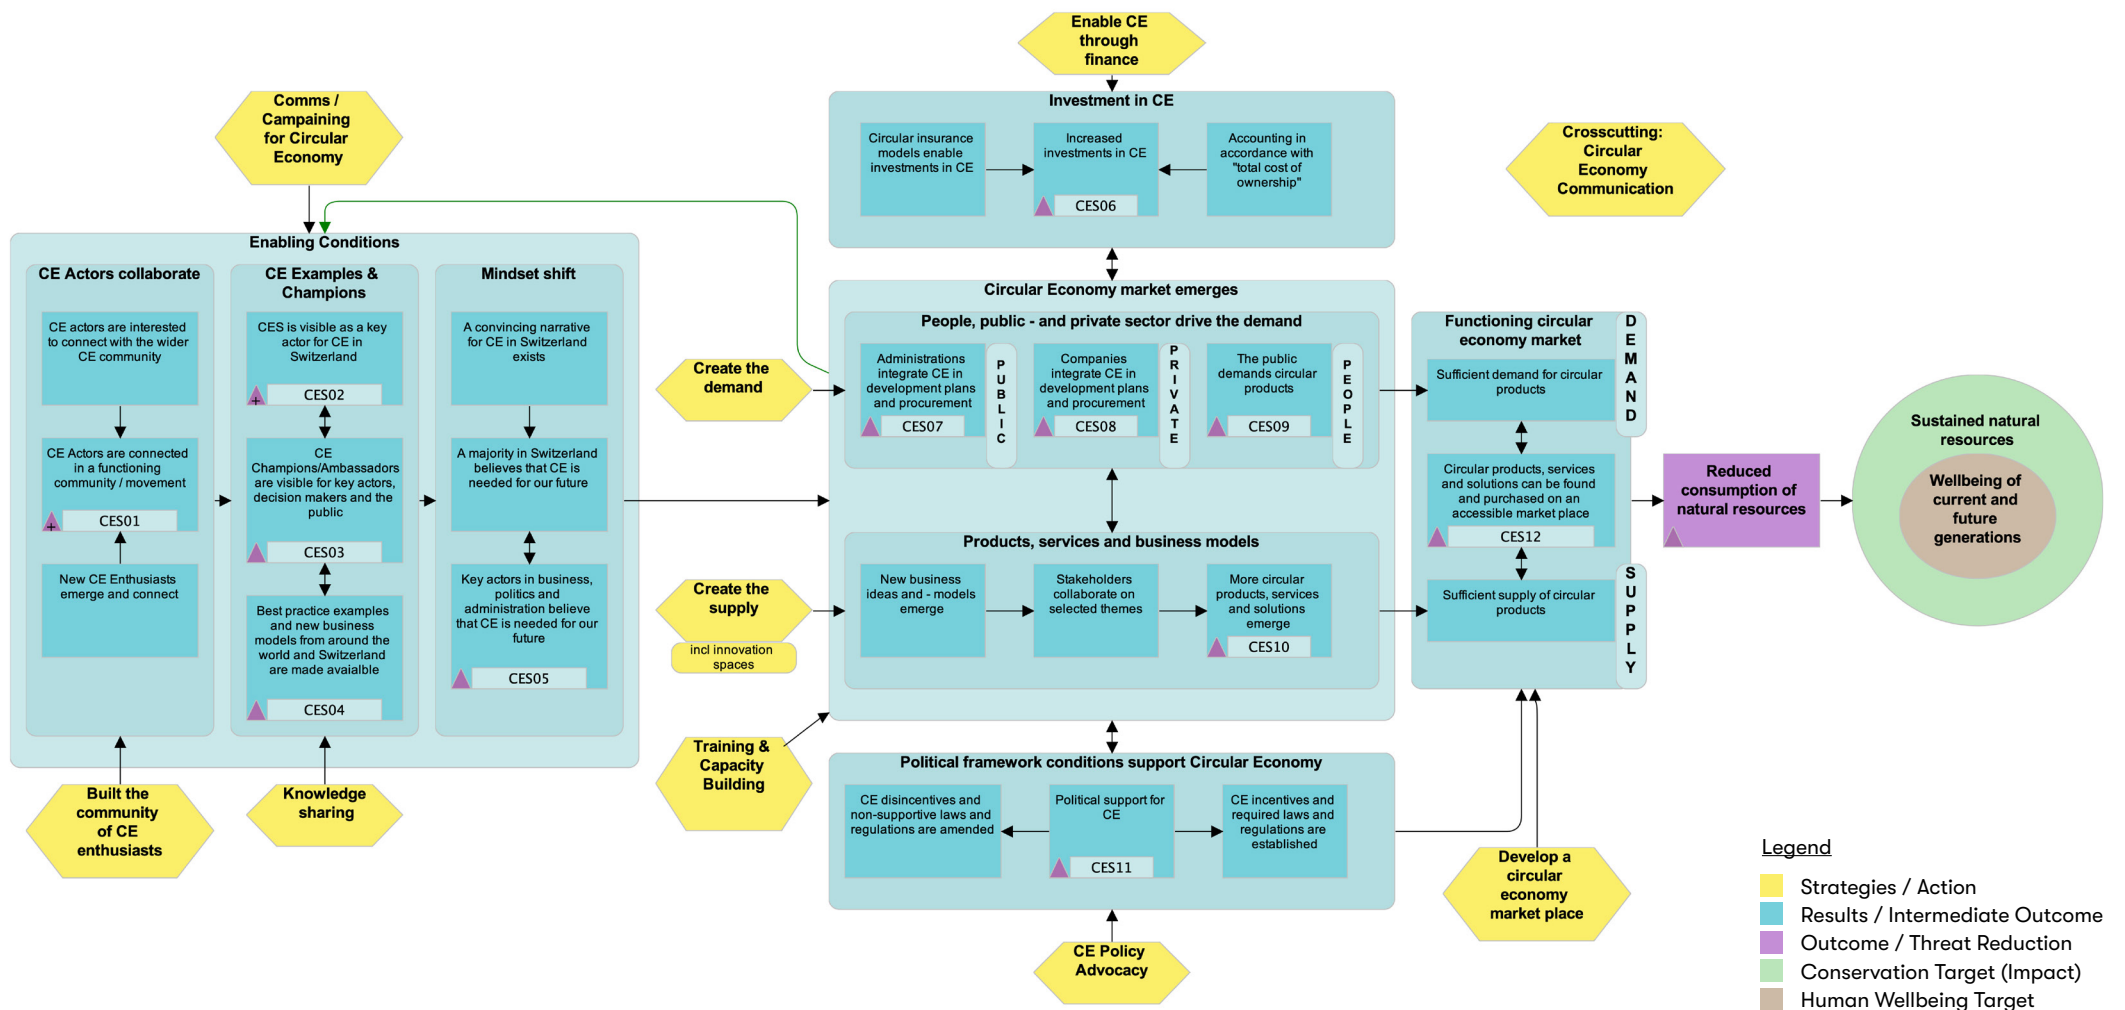 Enable CE
through
finance
Comms /
Campaining
for Circular
Economy
Investment in CE
Circular insurance
models enable
investments in CE
Increased
investments in CE
CES06
Accounting in
accordance with
"total cost of
ownership"
Crosscutting:
Circular
Economy
Communication
Enabling Conditions
CE Actors collaborate
CE actors are interested
to connect with the wider
CE community
CE Actors are connected
in a functioning
community / movement
+
CES01
New CE Enthusiasts
emerge and connect
CE Examples &
Champions
CES is visible as a key
actor for CE in
Switzerland
+
CES02
CE
Champions/Ambassadors
are visible for key actors,
decision makers and the
public
CES03
Best practice examples
and new business
models from around the
world and Switzerland
are made avaialble
CES04
Mindset shift
A convincing narrative
for CE in Switzerland
exists
A majority in Switzerland
believes that CE is
needed for our future
Key actors in business,
politics and
administration believe
that CE is needed for our
future
CES05
Built the
community
of CE
enthusiasts
Knowledge
sharing
Create the
demand
Create the
supply
incl innovation
spaces
Training &
Capacity
Building
Circular Economy market emerges
People, public - and private sector drive the demand
Administrations
integrate CE in
development plans
and procurement
CES07
PUBLIC
Companies
integrate CE in
development plans
and procurement
CES08
PRIVATE
The public
demands circular
products
CES09
PEOPLE
Products, services and business models
New business
ideas and - models
emerge
Stakeholders
collaborate on
selected themes
More circular
products, services
and solutions
emerge
CES10
Political framework conditions support Circular Economy
CE disincentives and
non-supportive laws and
regulations are amended
Political support for
CE
CES11
CE incentives and
required laws and
regulations are
established
CE Policy
Advocacy
Functioning circular
economy market
DEMAND
Sufficient demand for circular
products
Circular products, services
and solutions can be found
and purchased on an
accessible market place
CES12
Sufficient supply of circular
products
SUPPLY
Develop a
circular
economy
market place
Reduced
consumption of
natural resources
Sustained natural
resources
Wellbeing of
current and
future
generations
Legend
Strategies / Action
Results / Intermediate Outcome
Outcome / Threat Reduction
Conservation Target (Impact)
Human Wellbeing Target